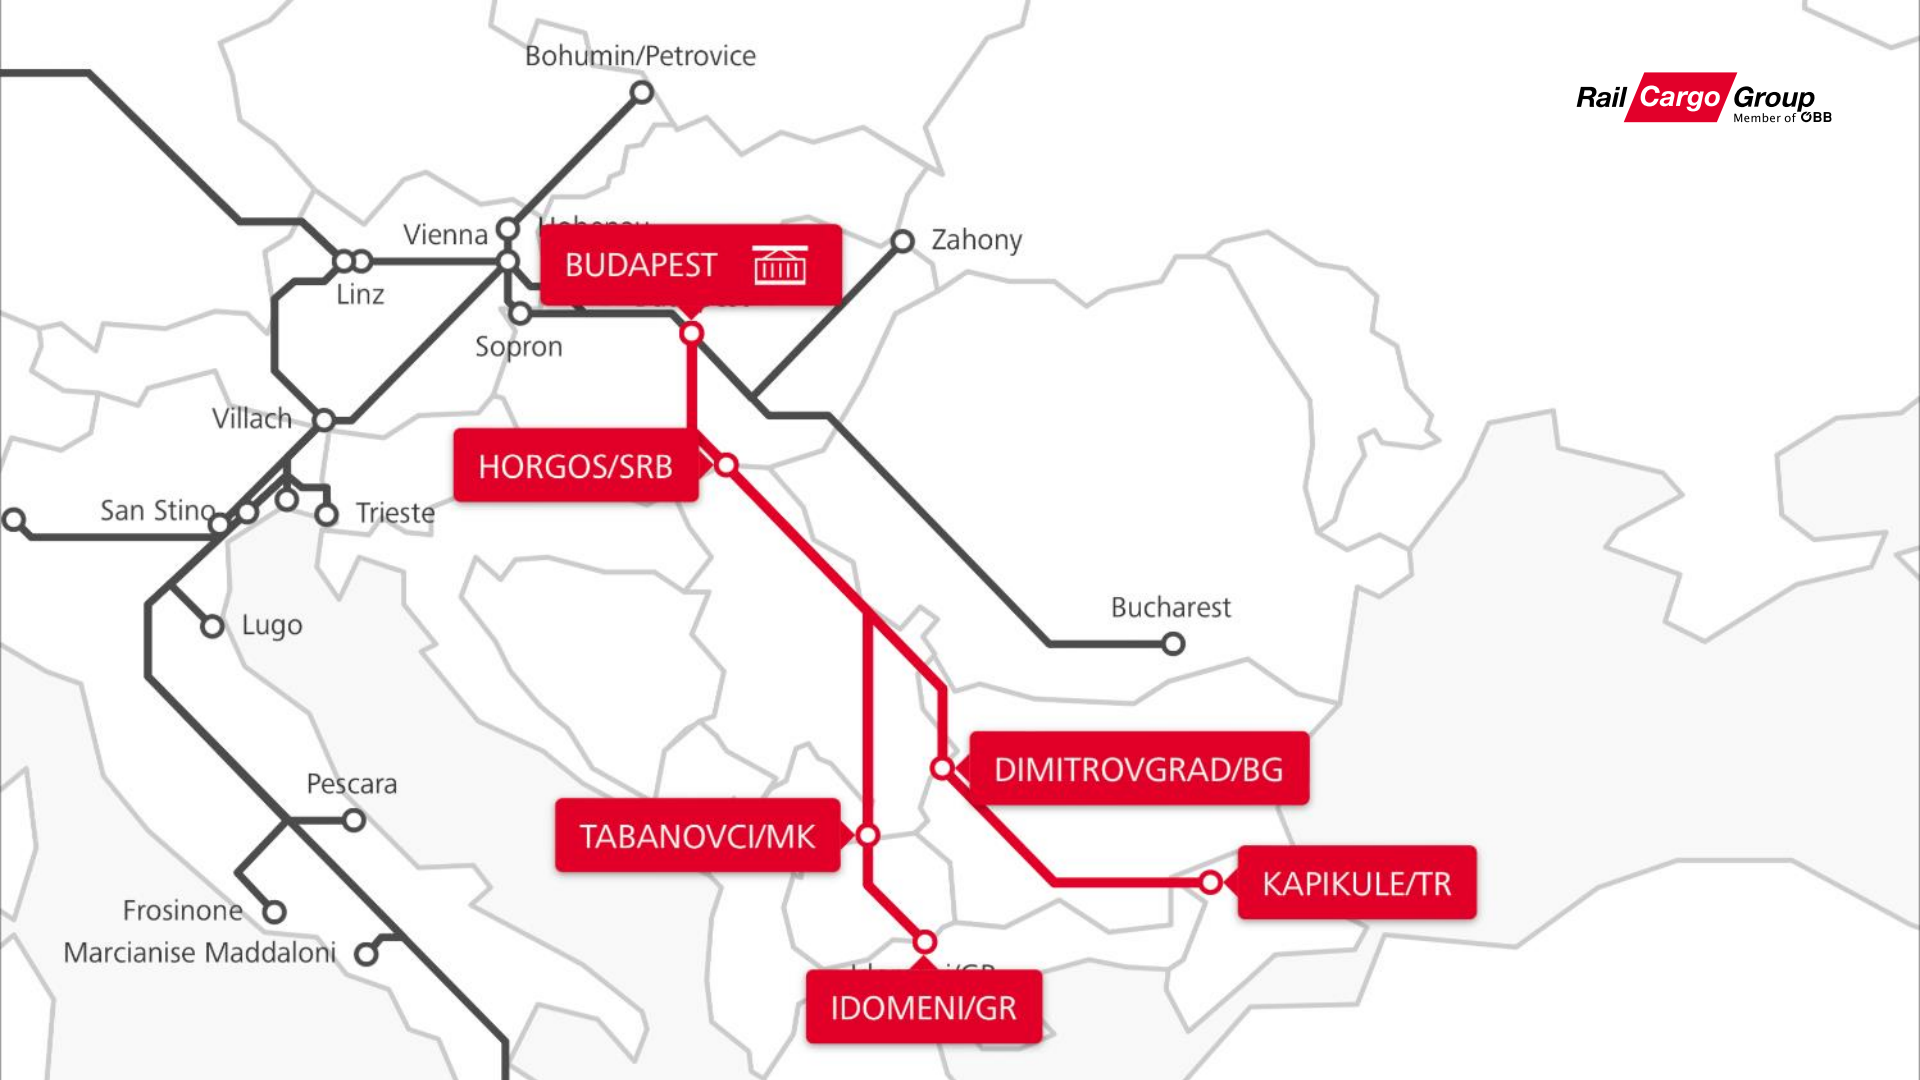 Bohumin/Petrovice
Rail Cargo Group
Member of ÖBB
Vienna
BUDAPEST
Zahony
Linz
Sopron
Villach
HORGOS/SRB
San Stino
Trieste
Bucharest
Lugo
DIMITROVGRAD/BG
Pescara
TABANOVCI/MK
KAPIKULE/TR
Frosinone
Marcianise Maddaloni
IDOMENI/GR